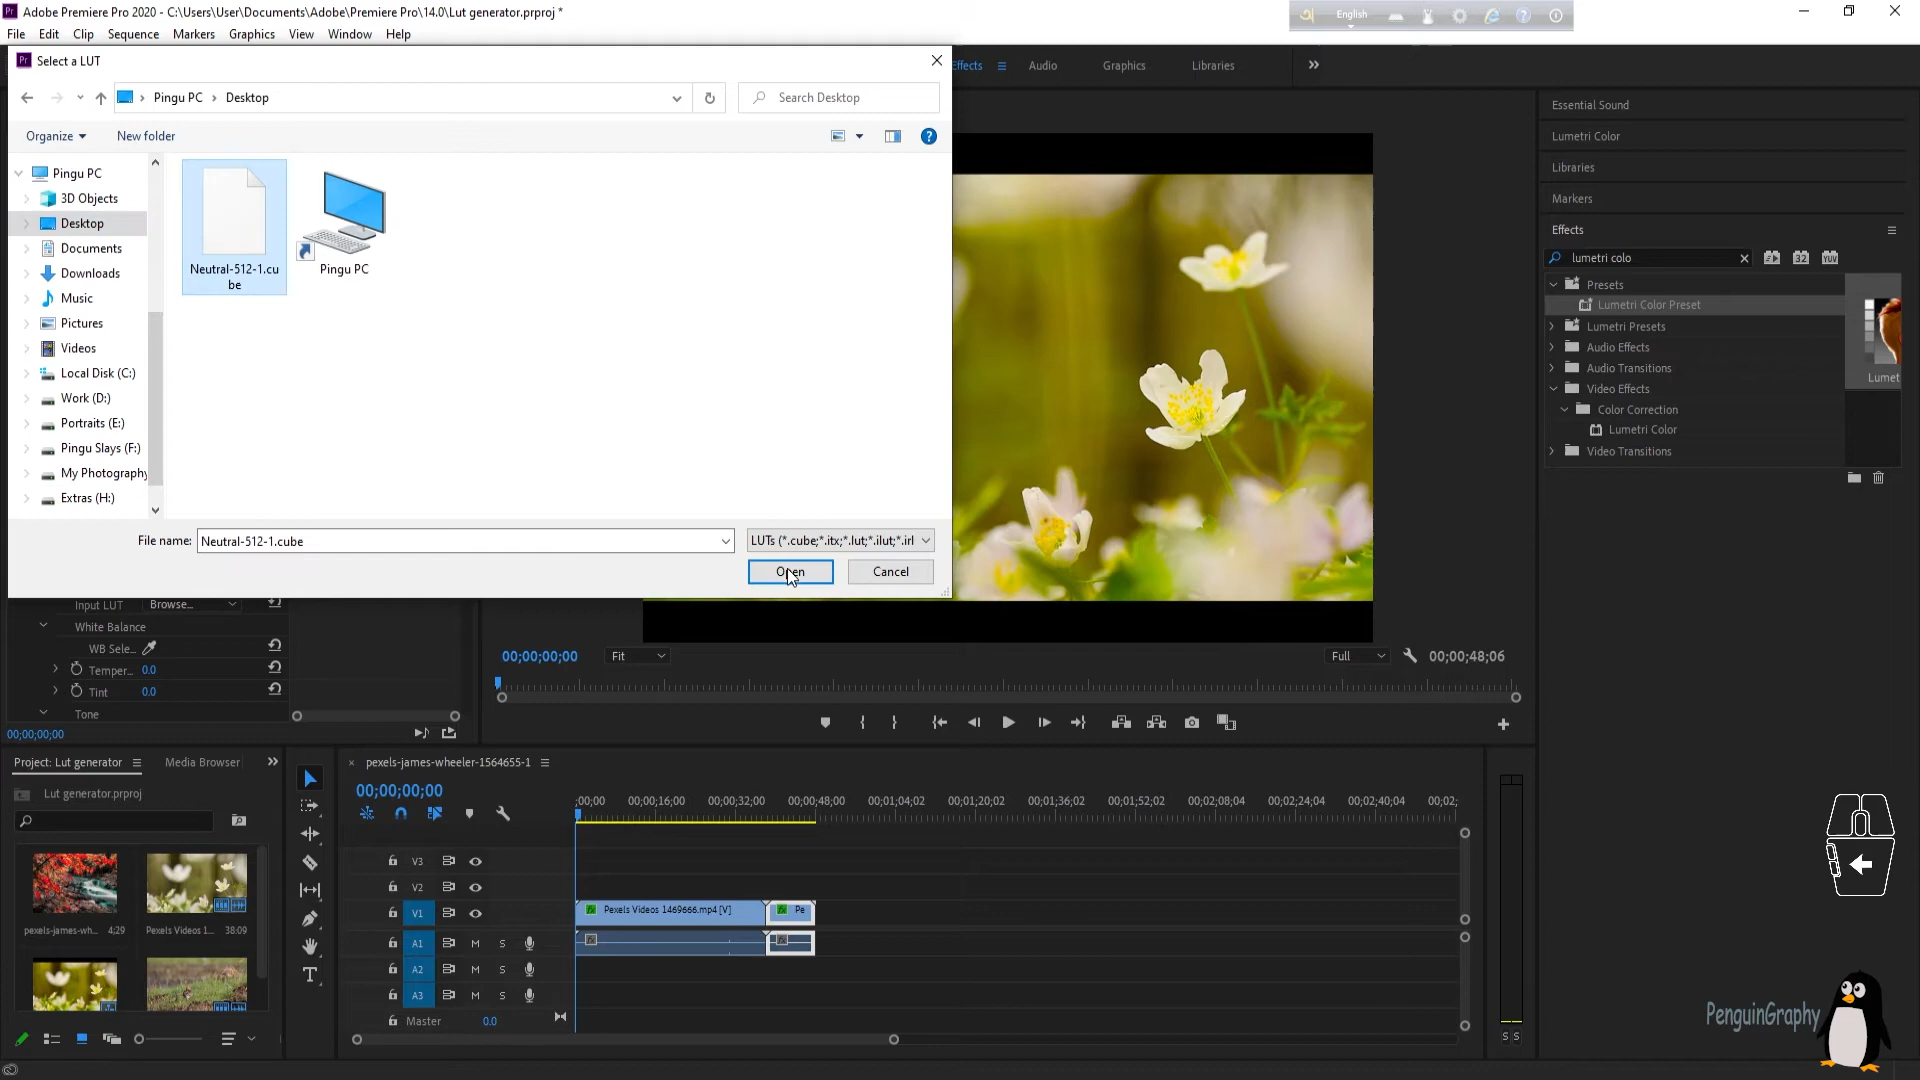 Adobe Premiere Pro 2020 - C:\Users\User\Documents\Adobe\Premiere Pro\14.0\Lut generator.prproj *
English
File Edit Clip Sequence Markers Graphics View Window Help
Select a LUT
Effects Audio Graphics Libraries
Pingu PC > Desktop
Search Desktop
Organize New folder
Pingu PC
3D Objects
Desktop
Documents
Downloads
Music
Pictures
Videos
Local Disk (C:)
Work (D:)
Portraits (E:)
Pingu Slays (F:)
My Photography
Extras (H:)
Neutral-512-1.cu
be
Pingu PC
File name: Neutral-512-1.cube
LUTs (*.cube;*.itx;*.lut;*.ilut;*.irl
Open Cancel
Essential Sound
Lumetri Color
Libraries
Markers
Effects
lumetri colo
Presets
Lumetri Color Preset
Lumetri Presets
Audio Effects
Audio Transitions
Video Effects
Color Correction
Lumetri Color
Video Transitions
Lumet
Input LUT Browse...
White Balance
WB Sele...
Temper... 0.0
Tint 0.0
Tone
00;00;00;00
00;00;00;00 Fit Full 00;00;48;06
Project: Lut generator Media Browser
Lut generator.prproj
pexels-james-wh... 4;29
Pexels Videos 1... 38:09
pexels-james-wheeler-1564655-1
00;00;00;00
;00;00 00;00;16;00 00;00;32;00 00;00;48;00 00;01;04;02 00;01;20;02 00;01;36;02 00;01;52;02 00;02;08;04 00;02;24;04 00;02;40;04 00;02;
V3
V2
V1 Pexels Videos 1469666.mp4 [V] Pe
A1 M S
A2 M S
A3 M S
Master 0.0
S S
PenguinGraphy